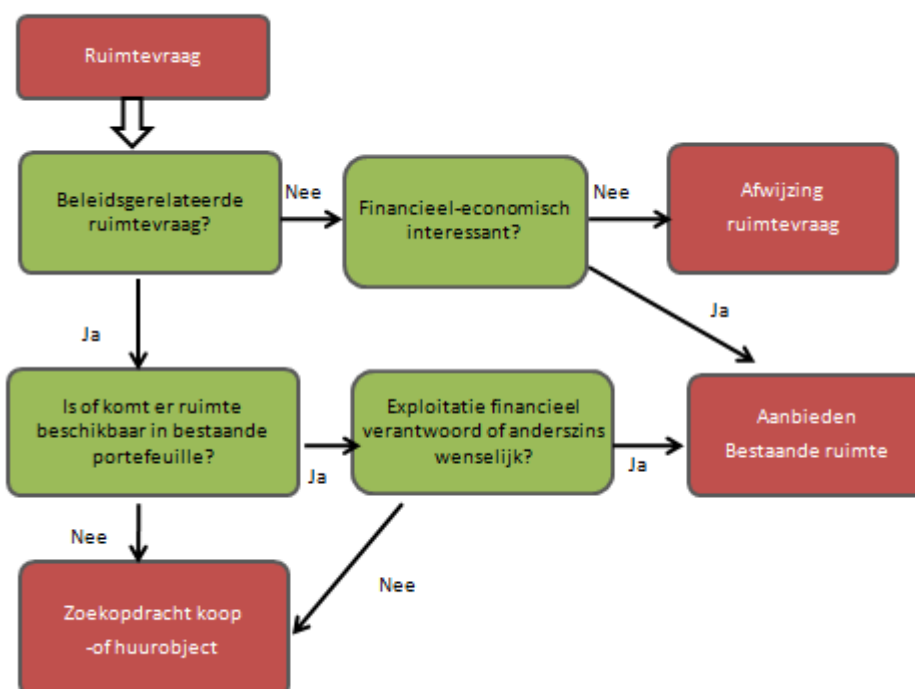 Ruimtevraag
Beleidsgerelateerde
ruimtevraag?
Nee
Financieel-economisch
interessant?
Nee
Afwijzing
ruimtevraag
Ja
Ja
Is of komt er ruimte
beschikbaar in bestaande
portefeuille?
Ja
Exploitatie financieel
verantwoord of anderszins
wenselijk?
Ja
Aanbieden
Bestaande ruimte
Nee
Nee
Zoekopdracht koop
-of huurobject